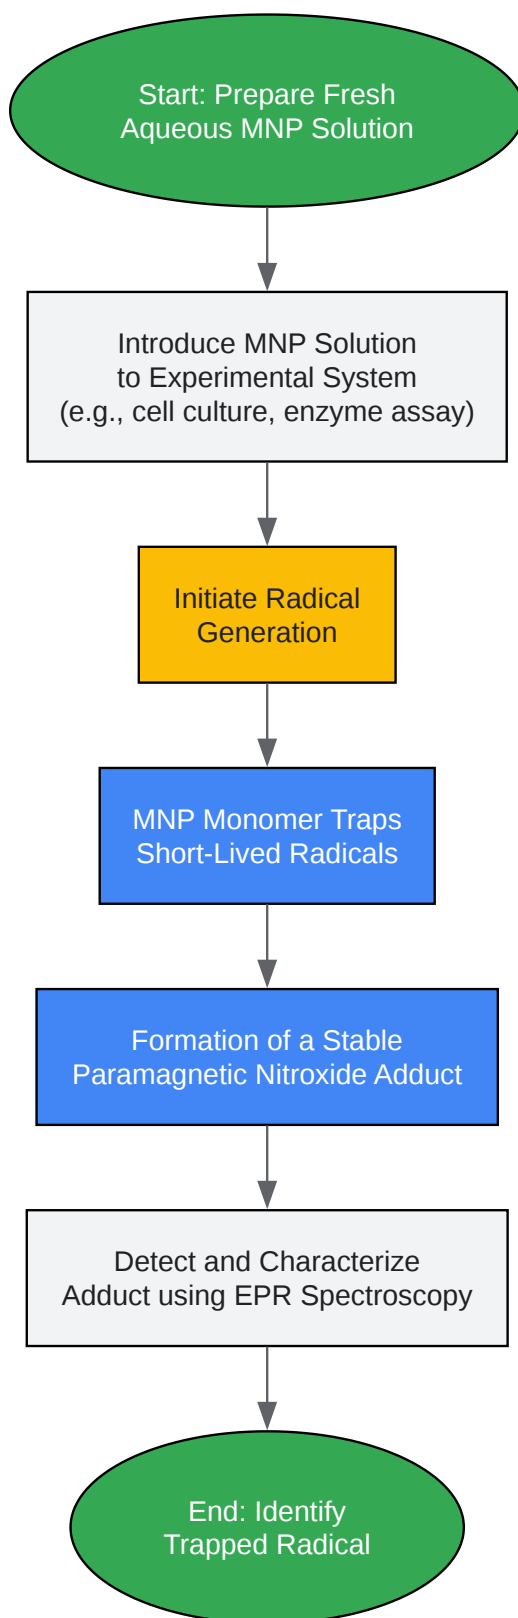 Start: Prepare Fresh
Aqueous MNP Solution
Introduce MNP Solution
to Experimental System
(e.g., cell culture, enzyme assay)
Initiate Radical
Generation
MNP Monomer Traps
Short-Lived Radicals
Formation of a Stable
Paramagnetic Nitroxide Adduct
Detect and Characterize
Adduct using EPR Spectroscopy
End: Identify
Trapped Radical